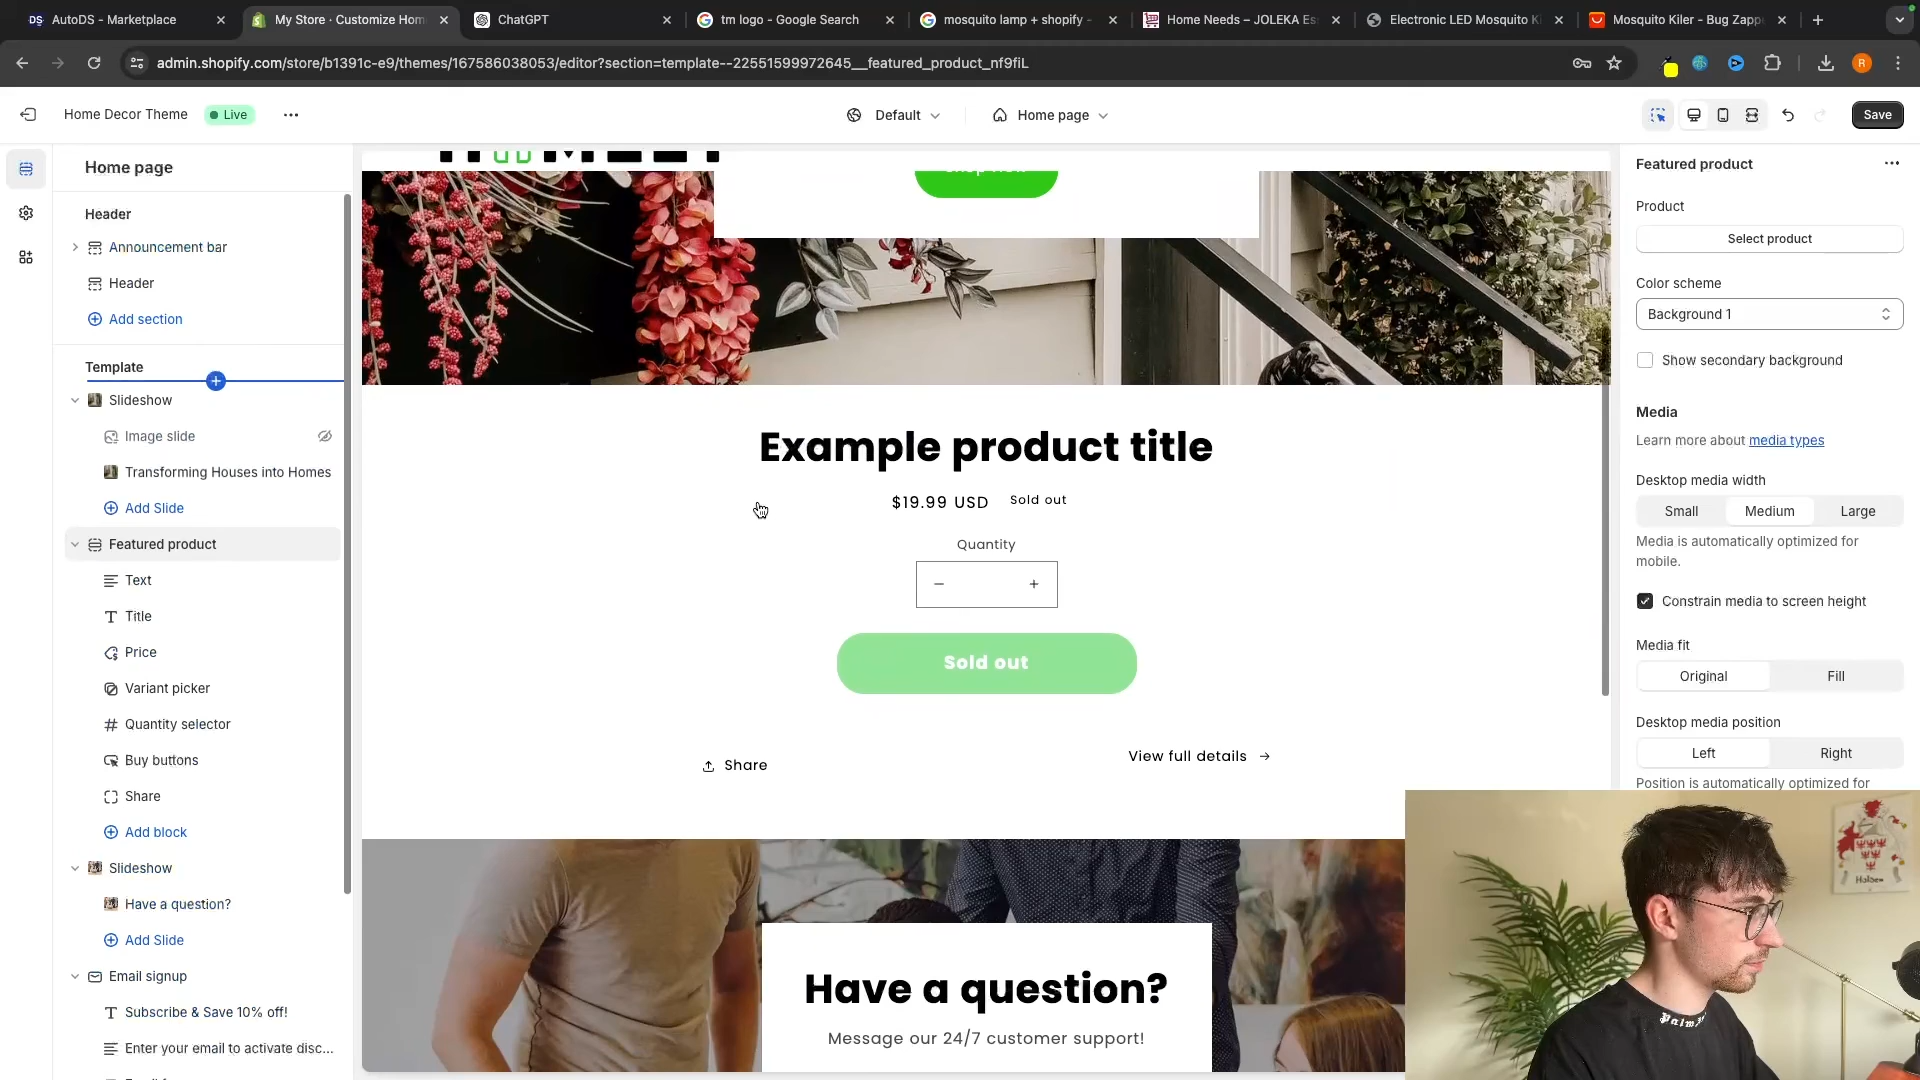 AutoDS - Marketplace
My Store · Customize Hom
ChatGPT
tm logo - Google Search
mosquito lamp + shopify -
Home Needs – JOLEKA Es
Electronic LED Mosquito Ki
Mosquito Kiler - Bug Zapp
admin.shopify.com/store/b1391c-e9/themes/167586038053/editor?section=template--22551599972645__featured_product_nf9fiL
R
Home Decor Theme
Live
Default
Home page
Save
Home page
Header
Announcement bar
Header
Add section
Template
Slideshow
Image slide
Transforming Houses into Homes
Add Slide
Featured product
Text
Title
Price
Variant picker
Quantity selector
Buy buttons
Share
Add block
Slideshow
Have a question?
Add Slide
Email signup
Subscribe & Save 10% off!
Enter your email to activate disc...
Example product title
$19.99 USD
Sold out
Quantity
Sold out
Share
View full details
Have a question?
Message our 24/7 customer support!
Featured product
Product
Select product
Color scheme
Background 1
Show secondary background
Media
Learn more about media types
Desktop media width
Small
Medium
Large
Media is automatically optimized for
mobile.
Constrain media to screen height
Media fit
Original
Fill
Desktop media position
Left
Right
Position is automatically optimized for